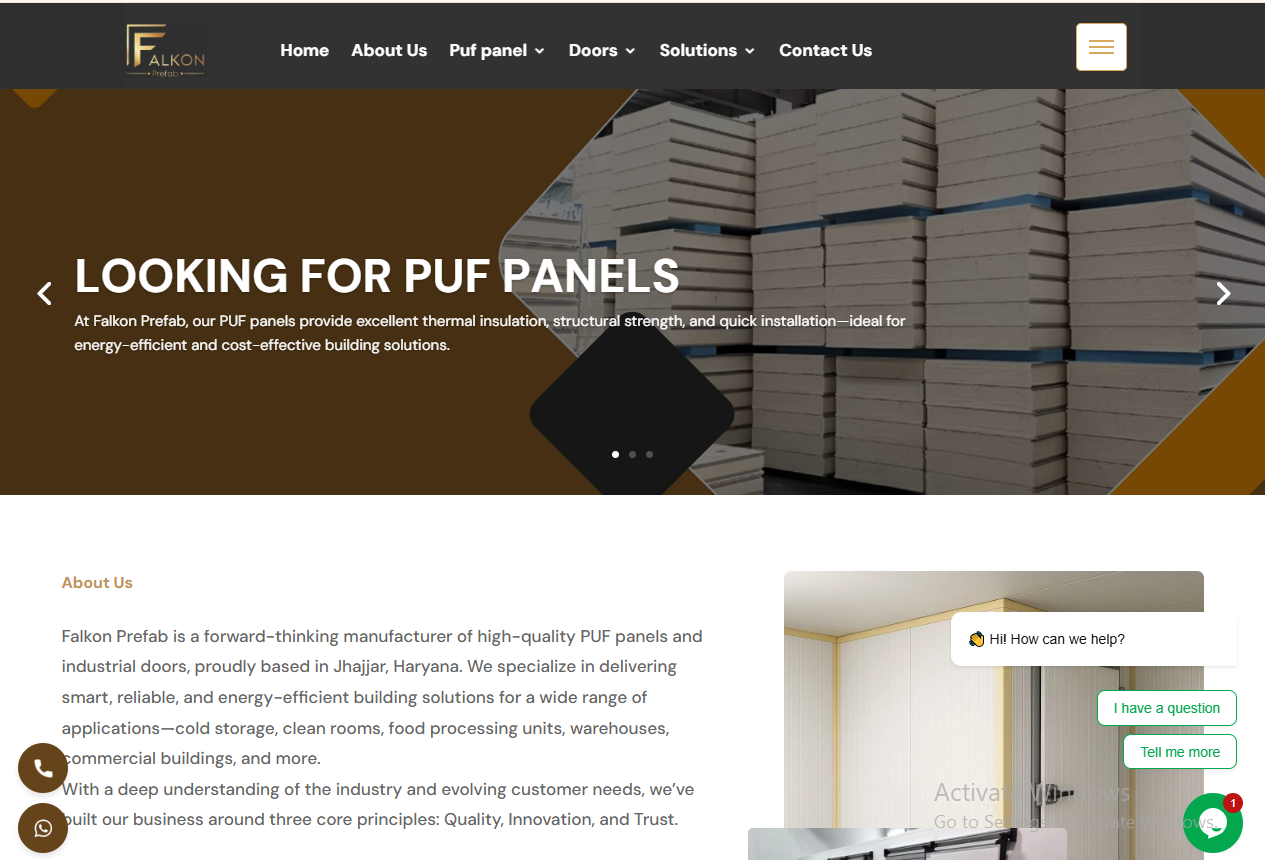 FALKON
Prefab
Home About Us Puf panel Doors Solutions Contact Us
LOOKING FOR PUF PANELS
At Falkon Prefab, our PUF panels provide excellent thermal insulation, structural strength, and quick installation—ideal for
energy-efficient and cost-effective building solutions.
About Us
Falkon Prefab is a forward-thinking manufacturer of high-quality PUF panels and
industrial doors, proudly based in Jhajjar, Haryana. We specialize in delivering
smart, reliable, and energy-efficient building solutions for a wide range of
applications—cold storage, clean rooms, food processing units, warehouses,
commercial buildings, and more.
With a deep understanding of the industry and evolving customer needs, we’ve
built our business around three core principles: Quality, Innovation, and Trust.
👋 Hi! How can we help?
I have a question
Tell me more
Activate Windows
Go to Settings to activate Windows.
1